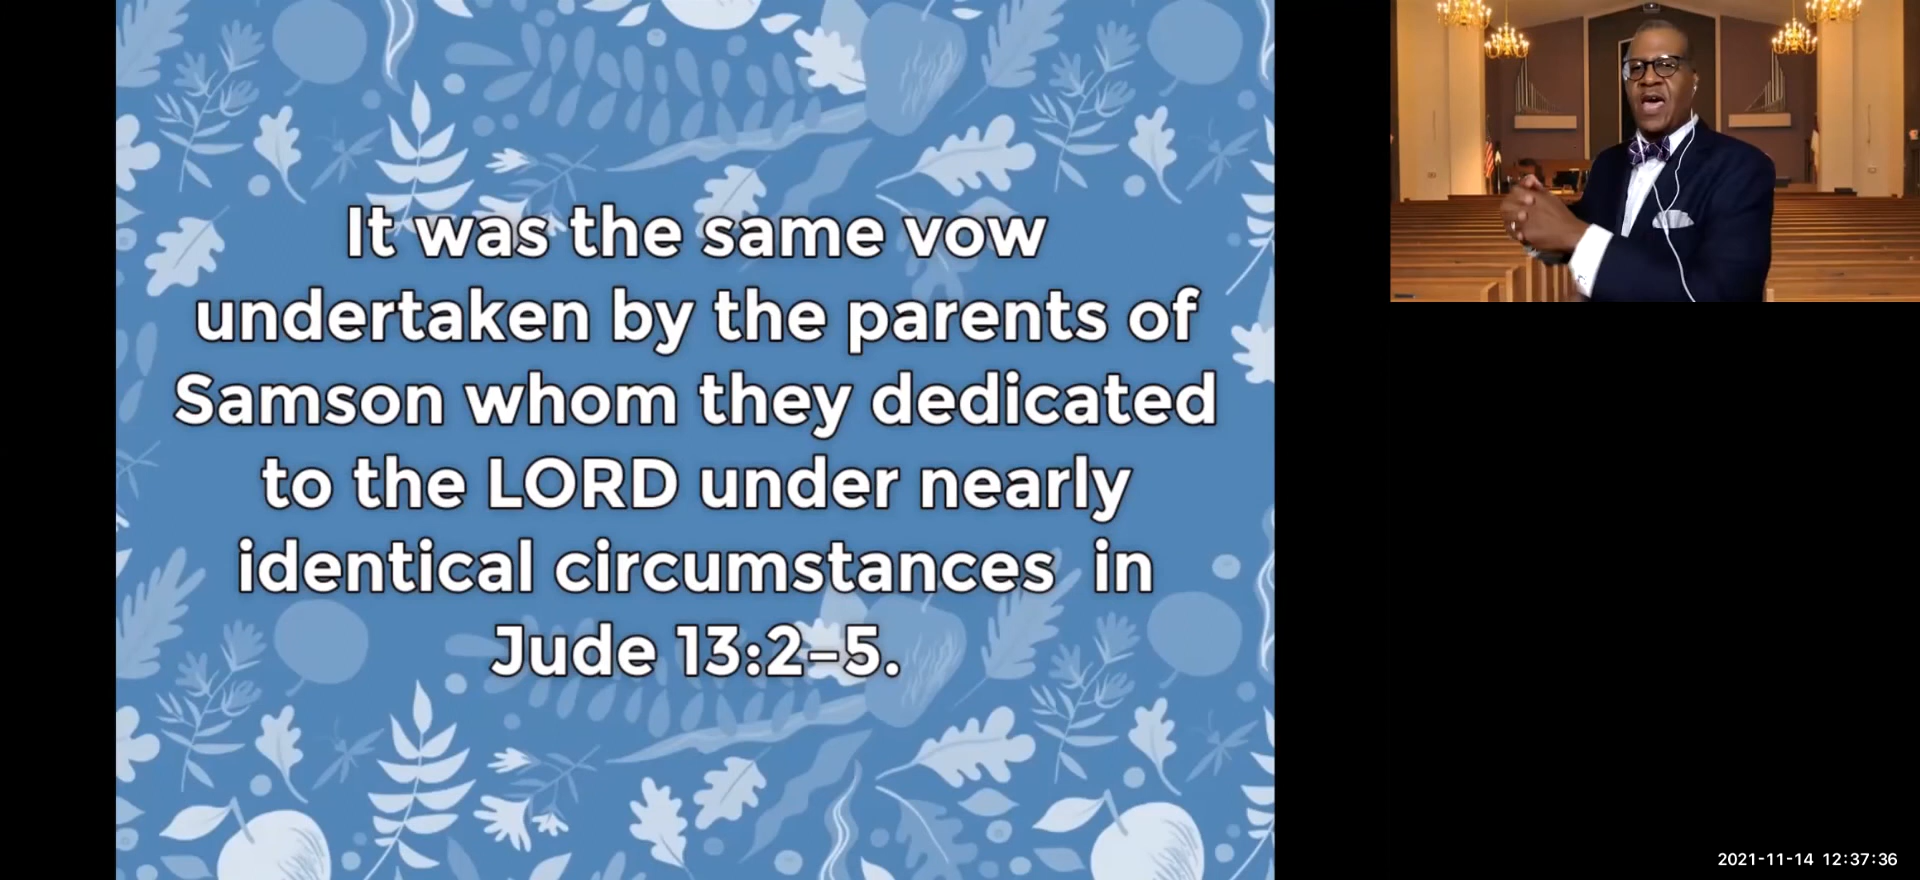 It was the same vow
undertaken by the parents of
Samson whom they dedicated
to the LORD under nearly
identical circumstances in
Jude 13:2–5.
2021-11-14 12:37:36